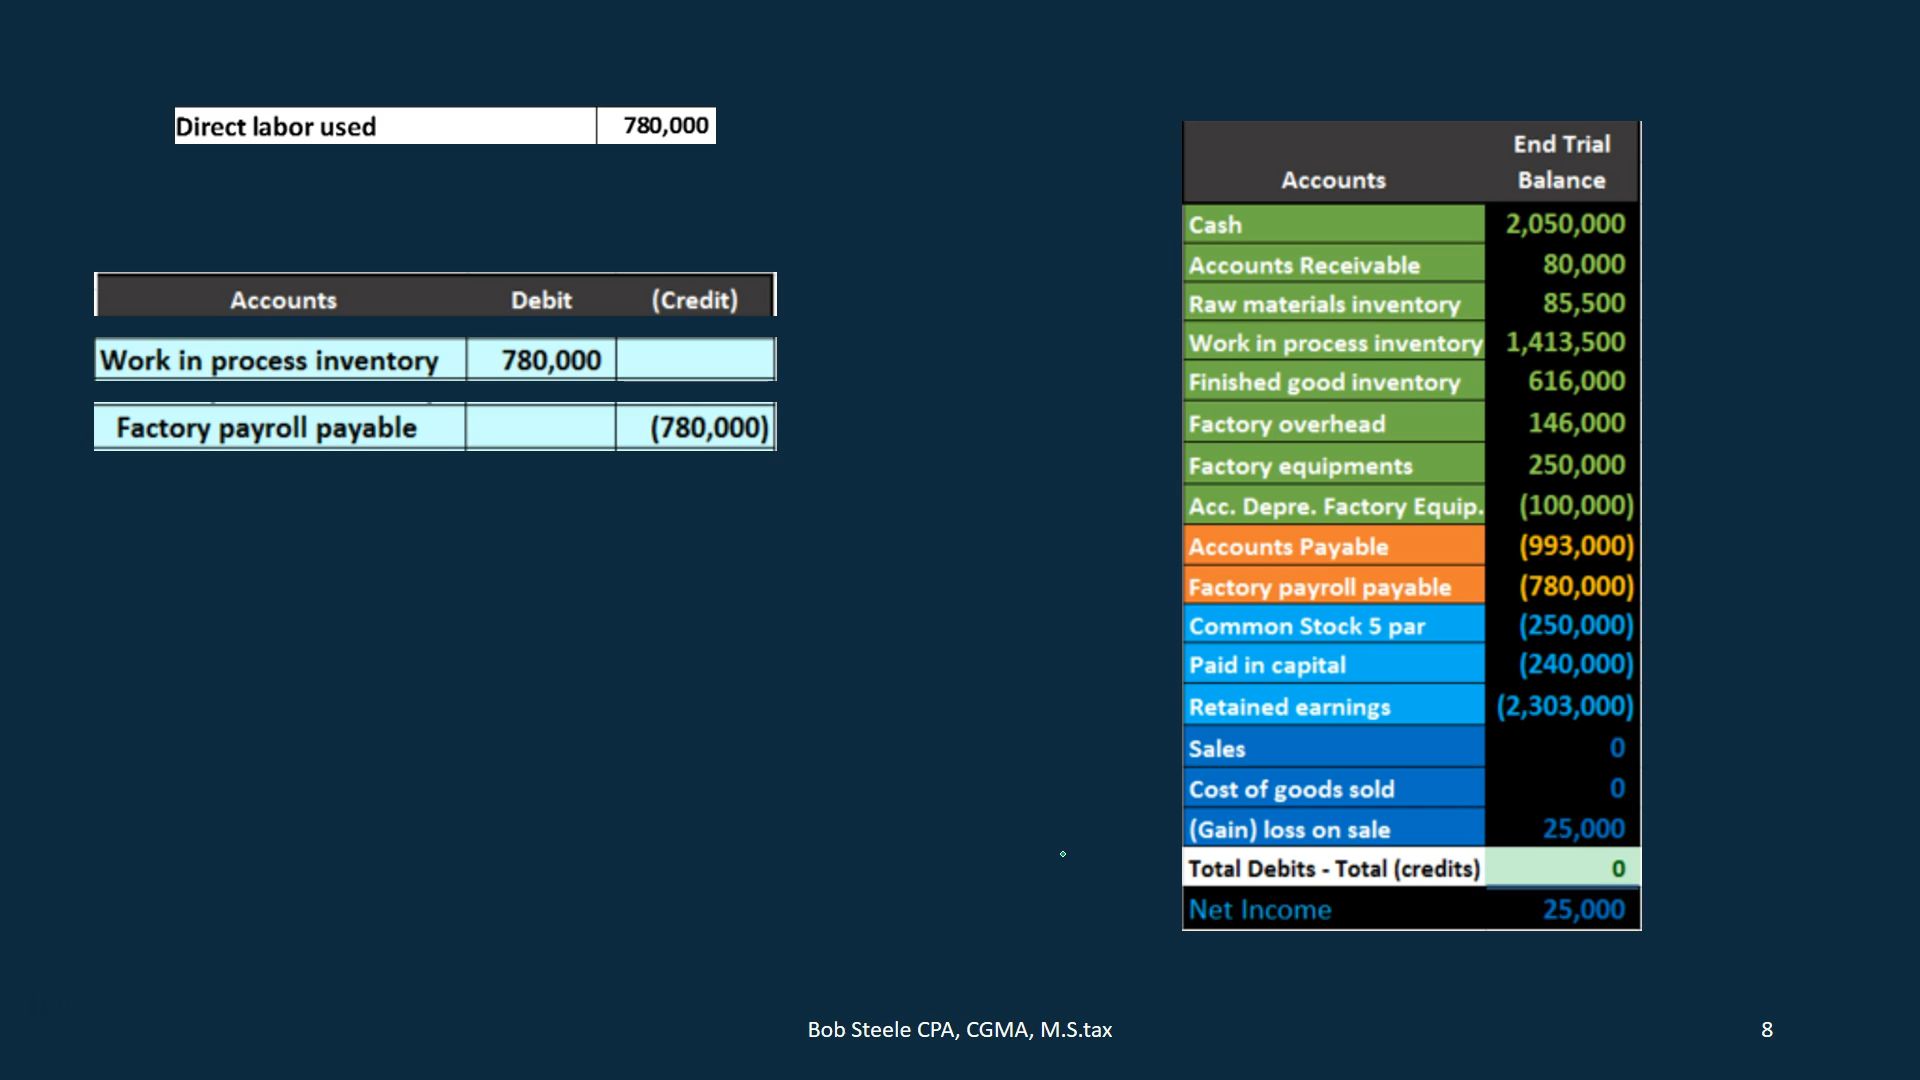 Direct labor used 780,000
Accounts Debit (Credit)
Work in process inventory 780,000
Factory payroll payable (780,000)
End Trial
Accounts Balance
Cash 2,050,000
Accounts Receivable 80,000
Raw materials inventory 85,500
Work in process inventory 1,413,500
Finished good inventory 616,000
Factory overhead 146,000
Factory equipments 250,000
Acc. Depre. Factory Equip. (100,000)
Accounts Payable (993,000)
Factory payroll payable (780,000)
Common Stock 5 par (250,000)
Paid in capital (240,000)
Retained earnings (2,303,000)
Sales 0
Cost of goods sold 0
(Gain) loss on sale 25,000
Total Debits - Total (credits) 0
Net Income 25,000
Bob Steele CPA, CGMA, M.S.tax 8